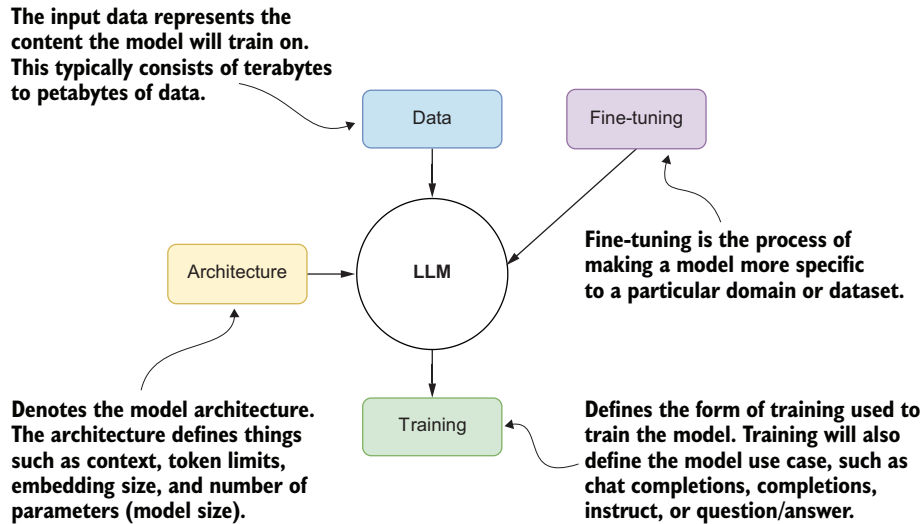 The input data represents the
content the model will train on.
This typically consists of terabytes
to petabytes of data.
Data
Fine-tuning
Fine-tuning is the process of
making a model more specific
to a particular domain or dataset.
Architecture
LLM
Denotes the model architecture.
The architecture defines things
such as context, token limits,
embedding size, and number of
parameters (model size).
Training
Defines the form of training used to
train the model. Training will also
define the model use case, such as
chat completions, completions,
instruct, or question/answer.